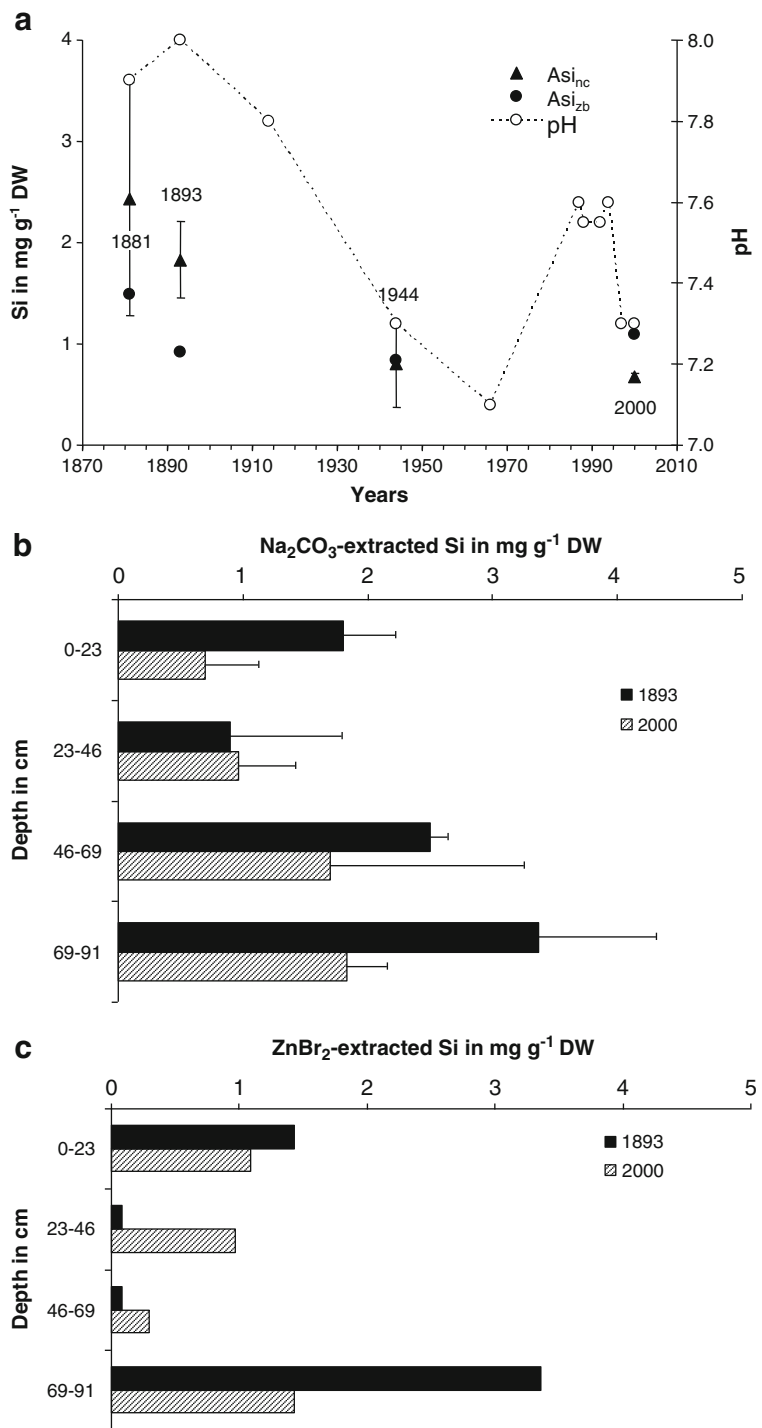 a
4
3
2
1
0
Si in mg g⁻¹ DW
8.0
7.8
7.6
7.4
7.2
7.0
pH
Asi_nc
Asi_zb
pH
1881
1893
1944
2000
1870 1890 1910 1930 1950 1970 1990 2010
Years
b
Na₂CO₃-extracted Si in mg g⁻¹ DW
0 1 2 3 4 5
Depth in cm
0-23
23-46
46-69
69-91
1893
2000
c
ZnBr₂-extracted Si in mg g⁻¹ DW
0 1 2 3 4 5
Depth in cm
0-23
23-46
46-69
69-91
1893
2000